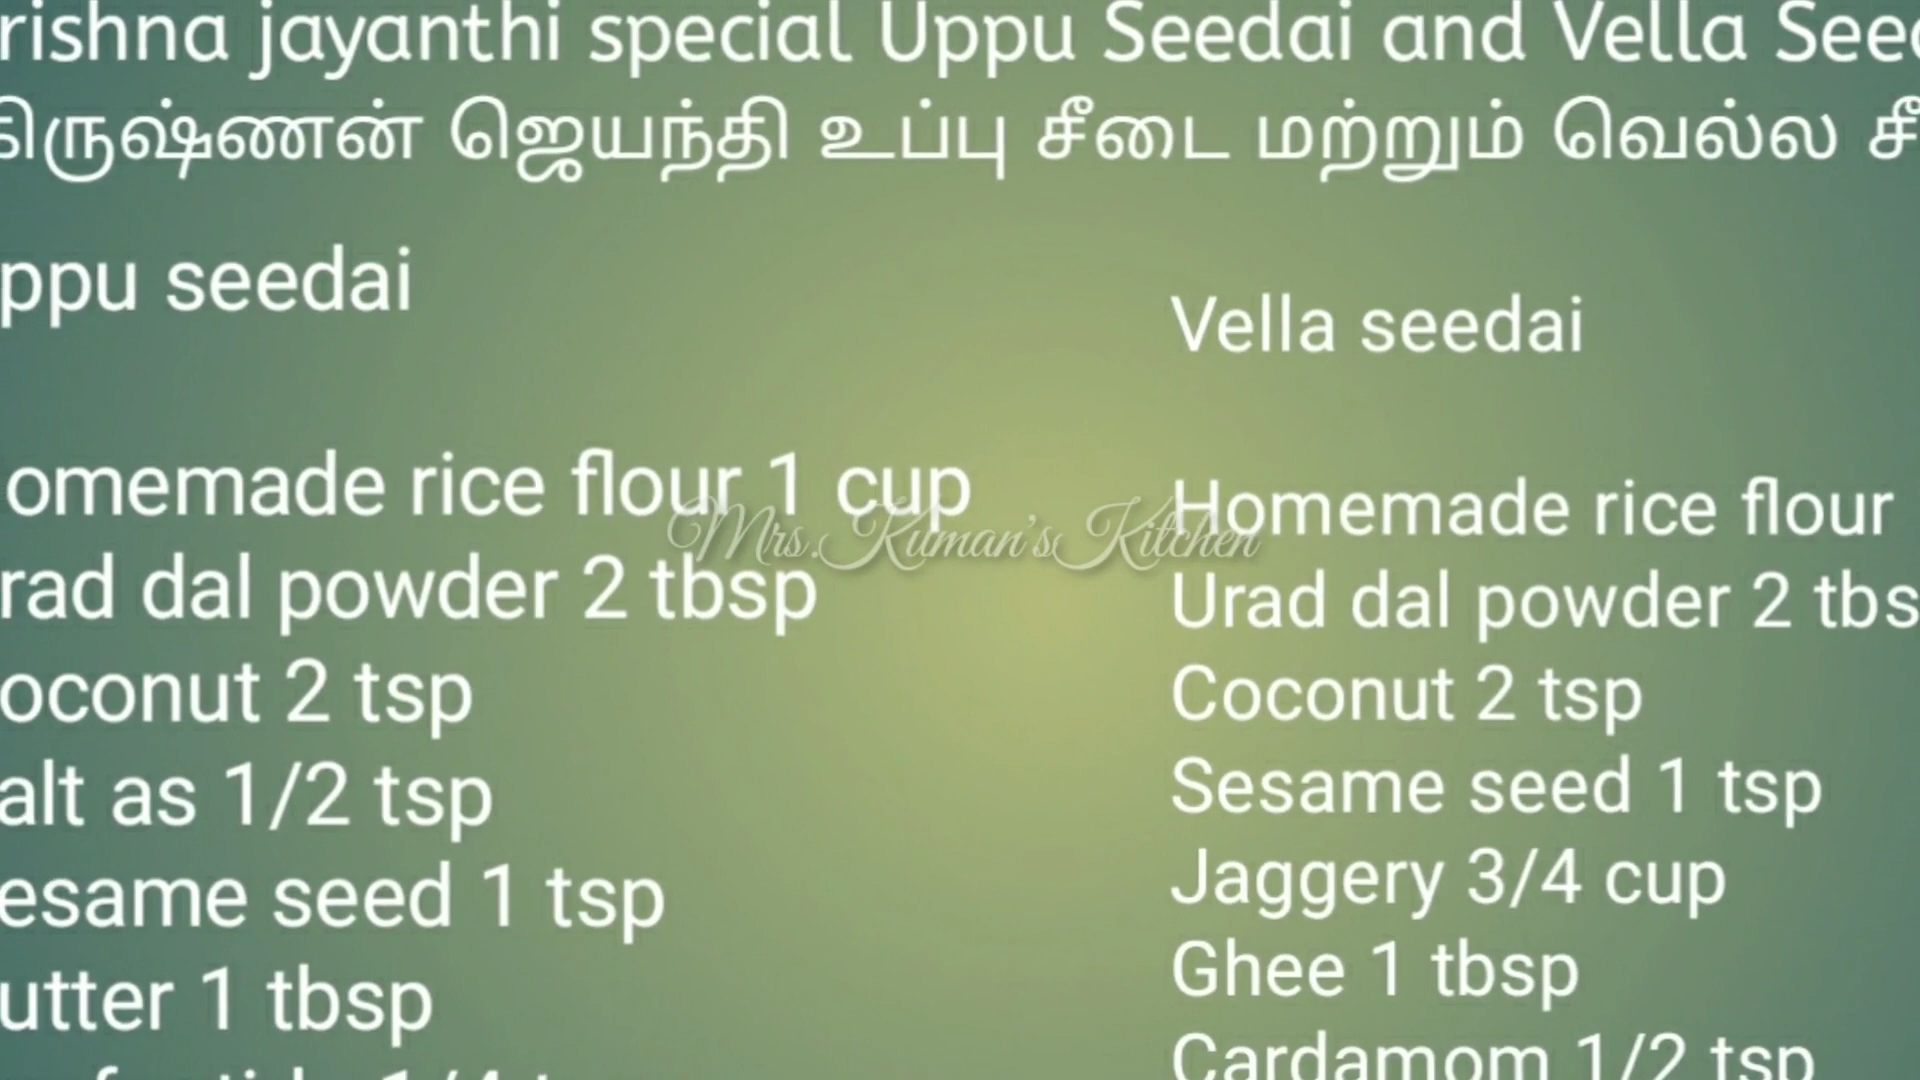 rishna jayanthi special Uppu Seedai and Vella See
கிருஷ்ணன் ஜெயந்தி உப்பு சீடை மற்றும் வெல்ல சீ
ppu seedai
omemade rice flour 1 cup
rad dal powder 2 tbsp
oconut 2 tsp
alt as 1/2 tsp
esame seed 1 tsp
utter 1 tbsp
Vella seedai
Homemade rice flour
Urad dal powder 2 tbs
Coconut 2 tsp
Sesame seed 1 tsp
Jaggery 3/4 cup
Ghee 1 tbsp
Cardamom 1/2 tsp
Mrs.Kuman'sKitchen